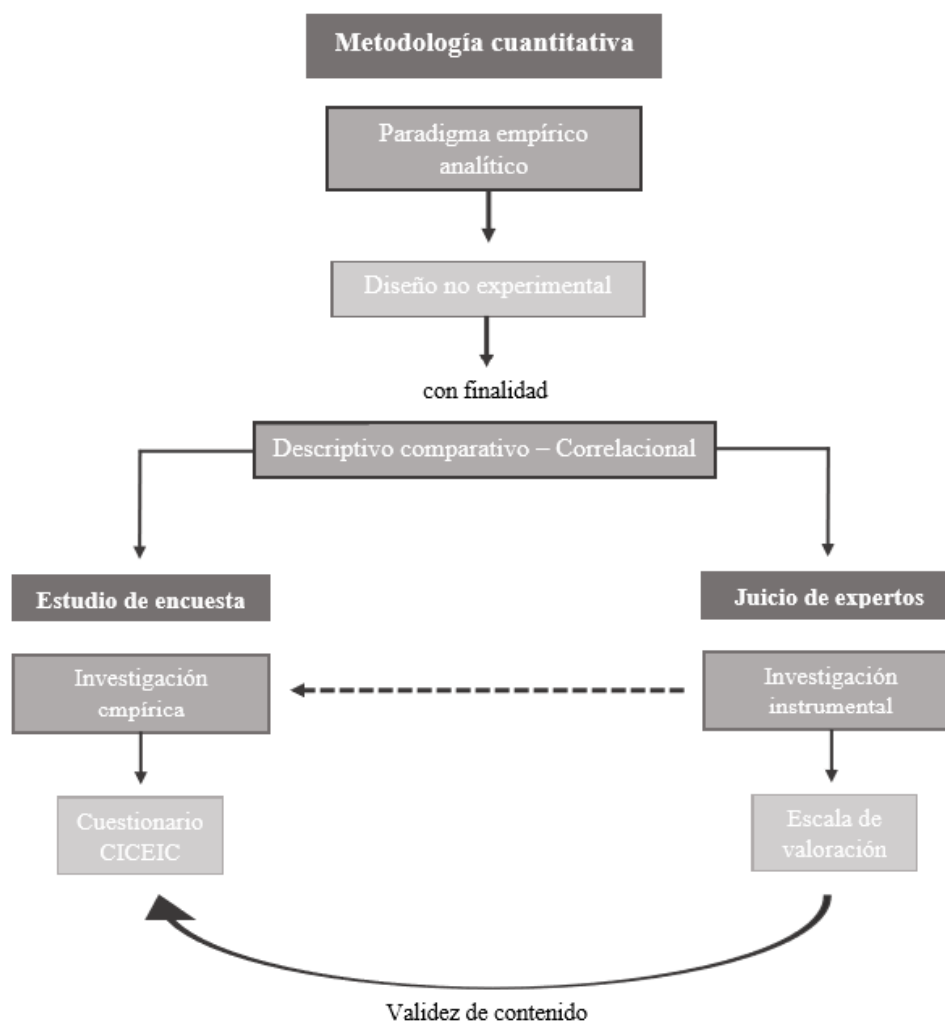 Metodología cuantitativa
Paradigma empírico
analítico
Diseño no experimental
con finalidad
Descriptivo comparativo – Correlacional
Estudio de encuesta
Juicio de expertos
Investigación
empírica
Investigación
instrumental
Cuestionario
CICEIC
Escala de
valoración
Validez de contenido